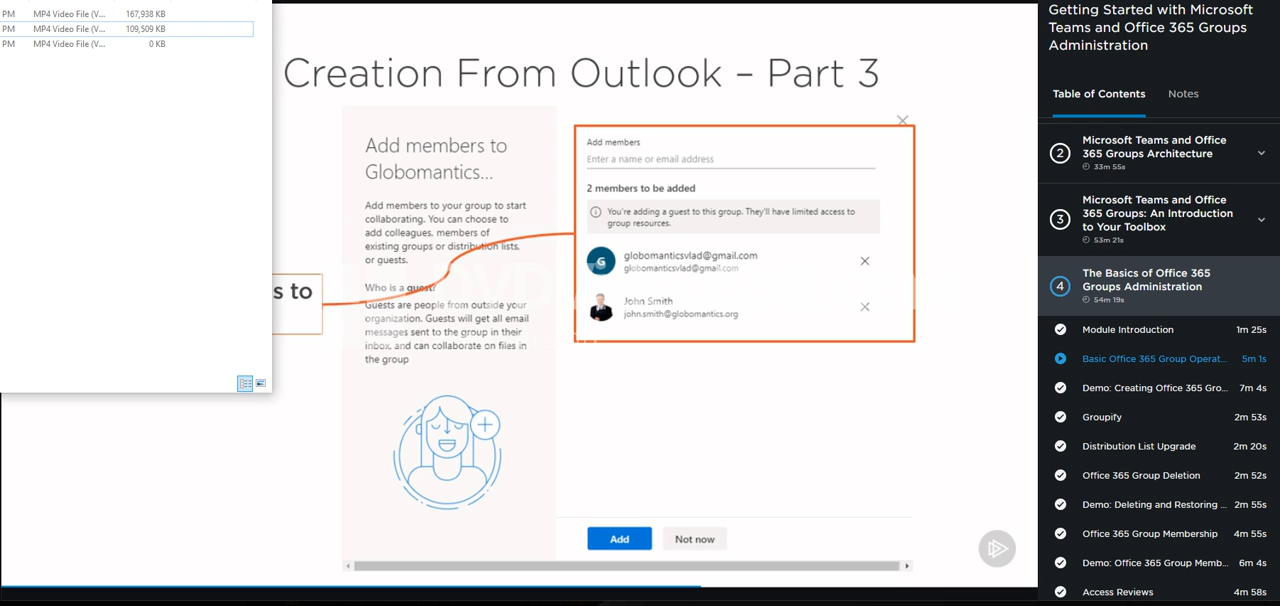 PM MP4 Video File (V... 167,938 KB
PM MP4 Video File (V... 109,509 KB
PM MP4 Video File (V... 0 KB
Creation From Outlook – Part 3
s to
Add members to
Globomantics...
Add members to your group to start
collaborating. You can choose to
add colleagues, members of
existing groups or distribution lists,
or guests.
Who is a guest?
Guests are people from outside your
organization. Guests will get all email
messages sent to the group in their
inbox, and can collaborate on files in
the group
Add members
Enter a name or email address
2 members to be added
You're adding a guest to this group. They'll have limited access to
group resources.
G
globomanticsvlad@gmail.com
globomanticsvlad@gmail.com
John Smith
john.smith@globomantics.org
Add
Not now
Getting Started with Microsoft
Teams and Office 365 Groups
Administration
Table of Contents
Notes
2
Microsoft Teams and Office
365 Groups Architecture
33m 55s
3
Microsoft Teams and Office
365 Groups: An Introduction
to Your Toolbox
53m 21s
4
The Basics of Office 365
Groups Administration
54m 19s
Module Introduction 1m 25s
Basic Office 365 Group Operat... 5m 1s
Demo: Creating Office 365 Gro... 7m 4s
Groupify 2m 53s
Distribution List Upgrade 2m 20s
Office 365 Group Deletion 2m 52s
Demo: Deleting and Restoring ... 2m 55s
Office 365 Group Membership 4m 55s
Demo: Office 365 Group Memb... 6m 4s
Access Reviews 4m 58s